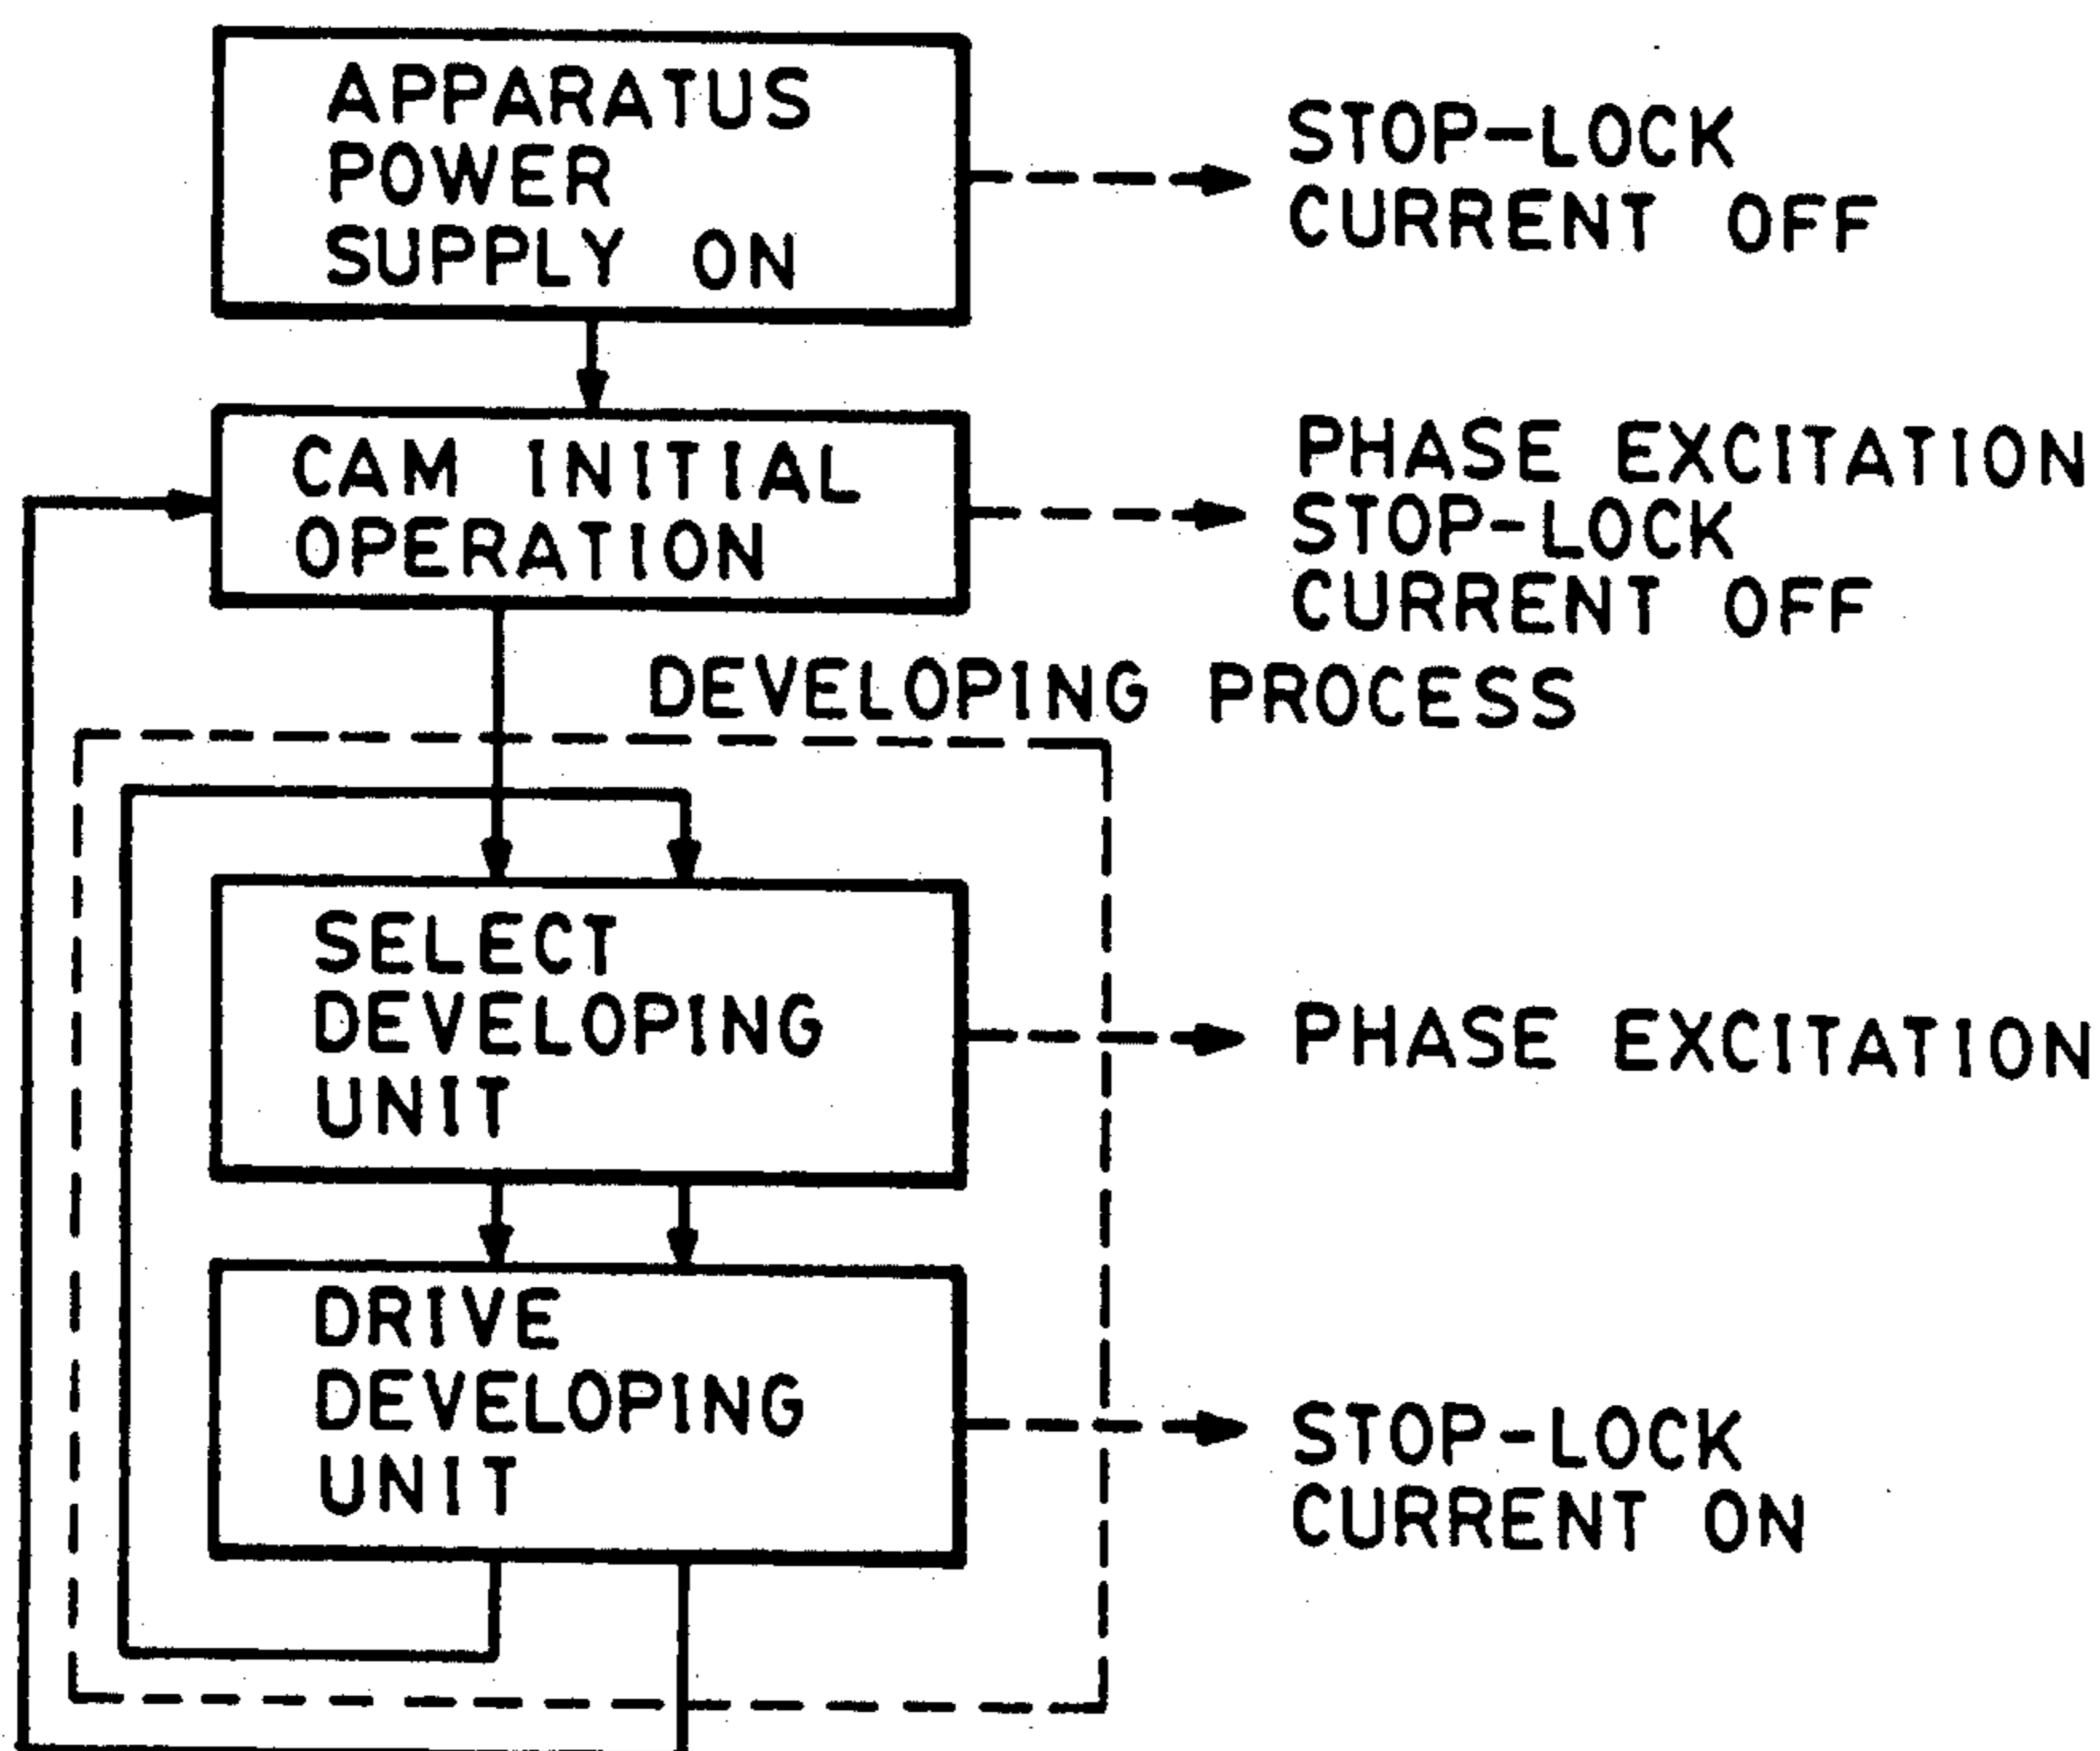 APPARATUS
POWER
SUPPLY ON
STOP-LOCK
CURRENT OFF
CAM INITIAL
OPERATION
PHASE EXCITATION
STOP-LOCK
CURRENT OFF
DEVELOPING PROCESS
SELECT
DEVELOPING
UNIT
PHASE EXCITATION
DRIVE
DEVELOPING
UNIT
STOP-LOCK
CURRENT ON